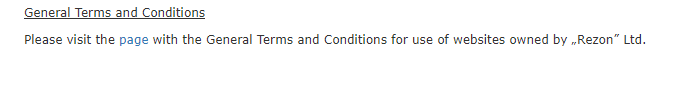 General Terms and Conditions
Please visit the page with the General Terms and Conditions for use of websites owned by „Rezon” Ltd.